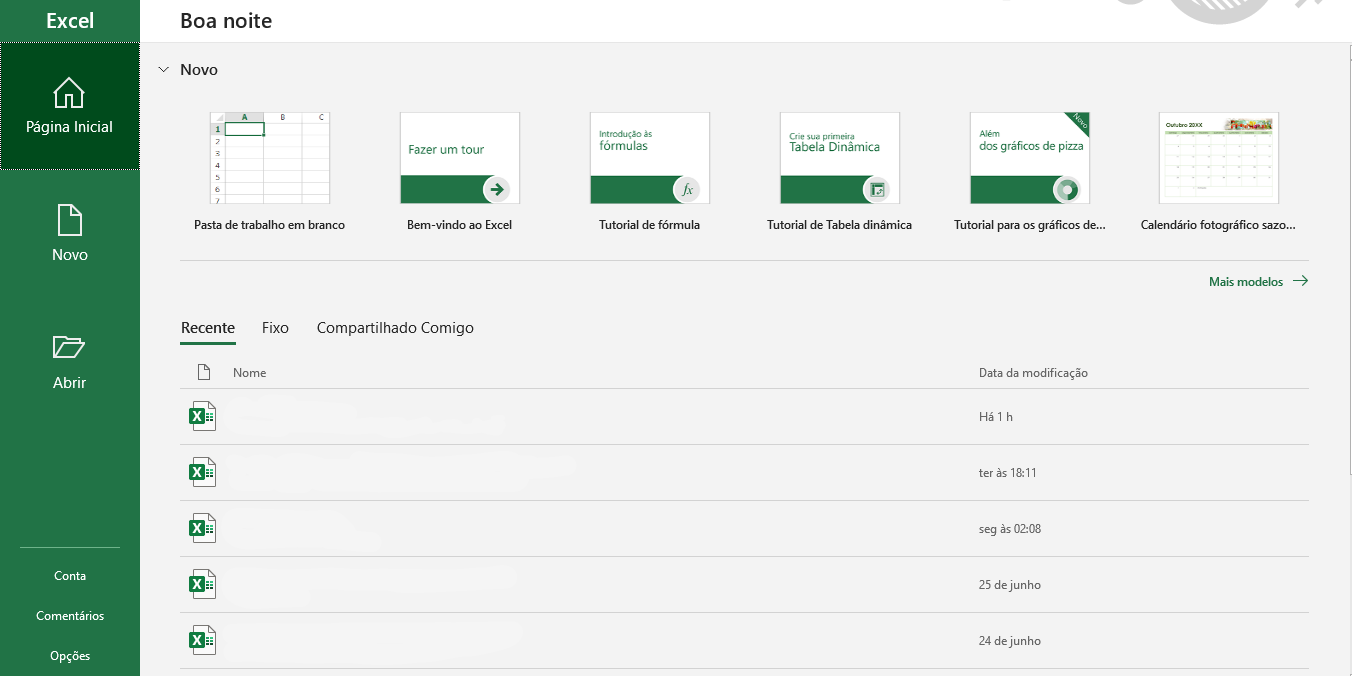 Excel
Boa noite
Página Inicial
Novo
Abrir
Conta
Comentários
Opções
Novo
A B C
1
2
3
4
5
6
7
Pasta de trabalho em branco
Fazer um tour
Bem-vindo ao Excel
Introdução às
fórmulas
fx
Tutorial de fórmula
Crie sua primeira
Tabela Dinâmica
Tutorial de Tabela dinâmica
Novo
Além
dos gráficos de pizza
Tutorial para os gráficos de...
Outubro 20XX
Calendário fotográfico sazo...
Mais modelos
Recente Fixo Compartilhado Comigo
Nome Data da modificação
Há 1 h
ter às 18:11
seg às 02:08
25 de junho
24 de junho